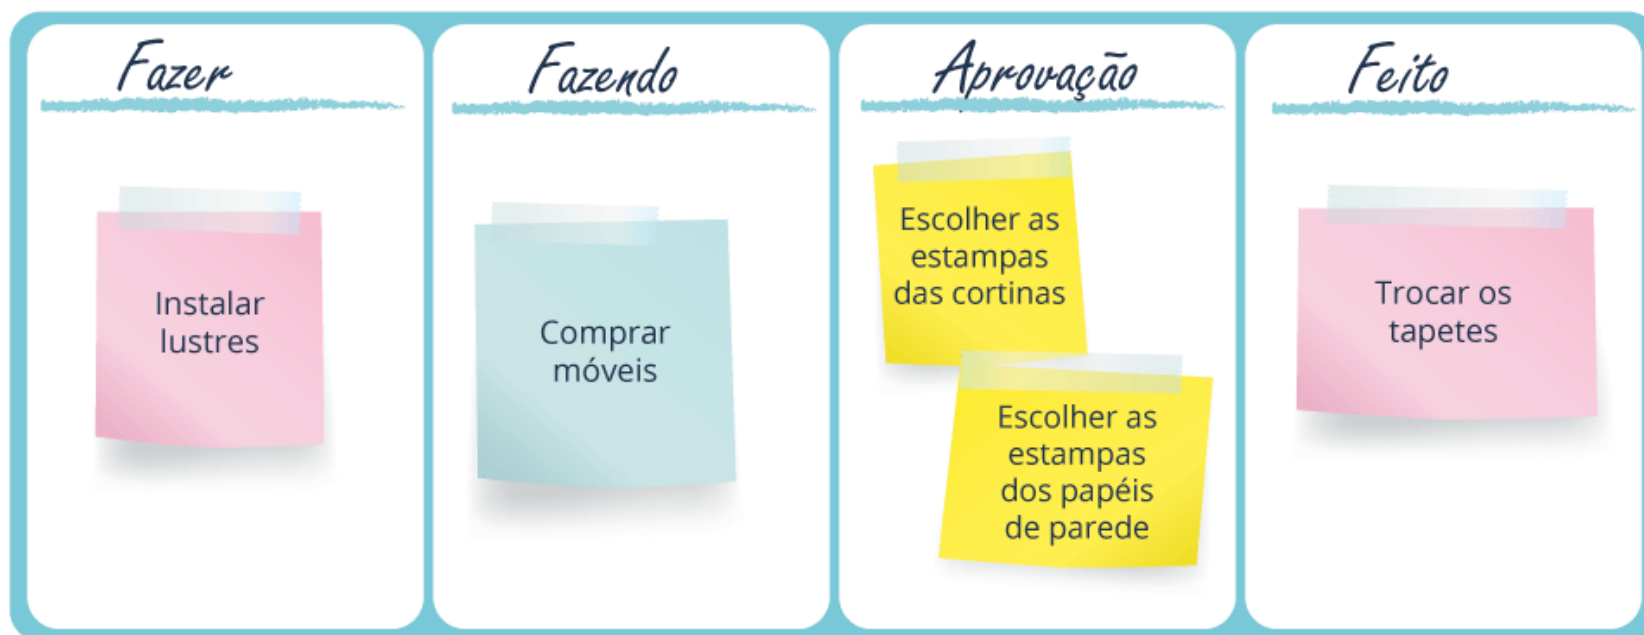 Fazer
Instalar
lustres
Fazendo
Comprar
móveis
Aprovação
Escolher as
estampas
das cortinas
Escolher as
estampas
dos papéis
de parede
Feito
Trocar os
tapetes